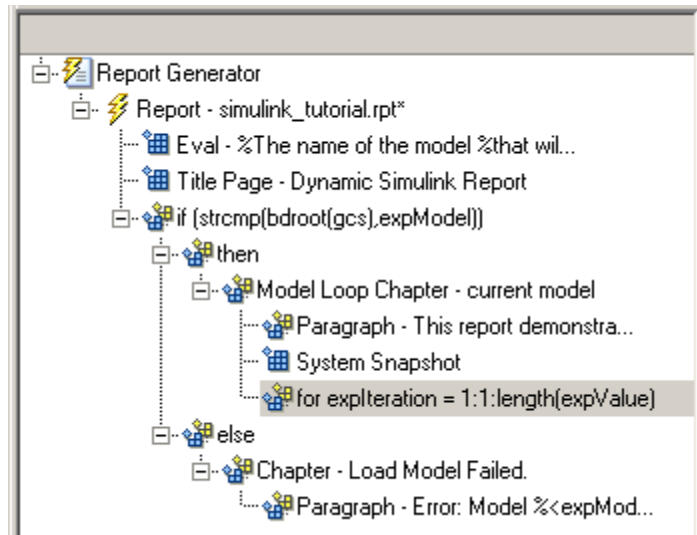 Report Generator
Report - simulink_tutorial.rpt*
Eval - %The name of the model %that wil...
Title Page - Dynamic Simulink Report
if (strcmp(bdroot(gcs),expModel))
then
Model Loop Chapter - current model
Paragraph - This report demonstra...
System Snapshot
for expIteration = 1:1:length(expValue)
else
Chapter - Load Model Failed.
Paragraph - Error: Model %<expMod...